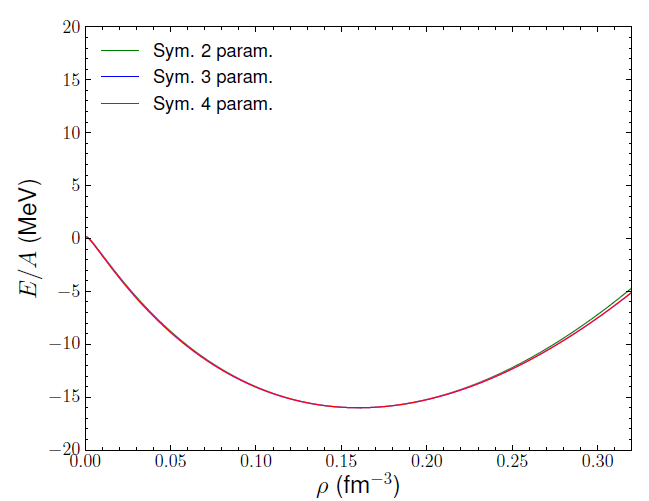 20
15
10
5
0
−5
−10
−15
−20
E/A (MeV)
Sym. 2 param.
Sym. 3 param.
Sym. 4 param.
0.00 0.05 0.10 0.15 0.20 0.25 0.30
ρ (fm⁻³)